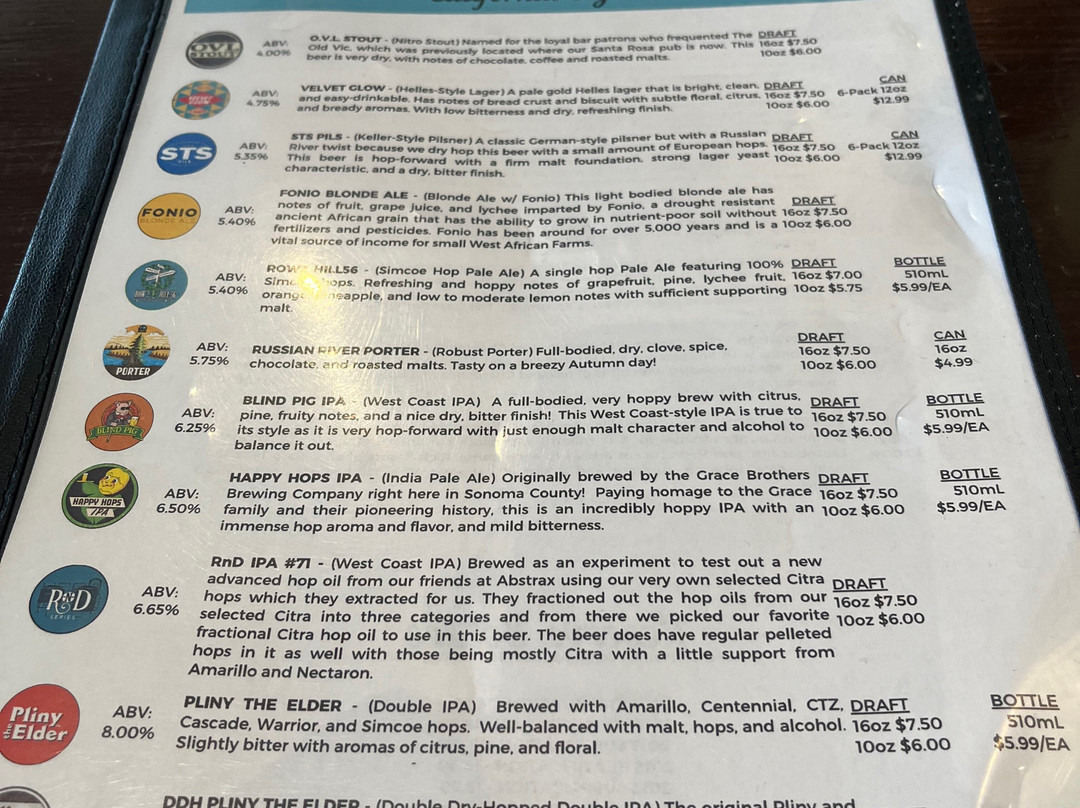 OVL
STOUT
ABV:
4.00%
O.V.L STOUT - (Nitro Stout) Named for the loyal bar patrons who frequented The
Old Vic, which was previously located where our Santa Rosa pub is now. This
beer is very dry, with notes of chocolate, coffee and roasted malts.
DRAFT
16oz $7.50
10oz $6.00
ABV:
4.75%
VELVET GLOW - (Helles-Style Lager) A pale gold Helles lager that is bright, clean,
and easy-drinkable. Has notes of bread crust and biscuit with subtle floral, citrus,
and bready aromas. With low bitterness and dry, refreshing finish.
DRAFT
16oz $7.50
10oz $6.00
CAN
6-Pack 12oz
$12.99
STS
PILS
ABV:
5.35%
STS PILS - (Keller-Style Pilsner) A classic German-style pilsner but with a Russian
River twist because we dry hop this beer with a small amount of European hops.
This beer is hop-forward with a firm malt foundation, strong lager yeast
characteristic, and a dry, bitter finish.
DRAFT
16oz $7.50
10oz $6.00
CAN
6-Pack 12oz
$12.99
FONIO
BLONDE ALE
ABV:
5.40%
FONIO BLONDE ALE - (Blonde Ale w/ Fonio) This light bodied blonde ale has
notes of fruit, grape juice, and lychee imparted by Fonio, a drought resistant
ancient African grain that has the ability to grow in nutrient-poor soil without
fertilizers and pesticides. Fonio has been around for over 5,000 years and is a
vital source of income for small West African Farms.
DRAFT
16oz $7.50
10oz $6.00
ABV:
5.40%
ROW HILL56 - (Simcoe Hop Pale Ale) A single hop Pale Ale featuring 100%
Simcoe hops. Refreshing and hoppy notes of grapefruit, pine, lychee fruit,
orange, pineapple, and low to moderate lemon notes with sufficient supporting
malt.
DRAFT
16oz $7.00
10oz $5.75
BOTTLE
510mL
$5.99/EA
PORTER
ABV:
5.75%
RUSSIAN RIVER PORTER - (Robust Porter) Full-bodied, dry, clove, spice,
chocolate, and roasted malts. Tasty on a breezy Autumn day!
DRAFT
16oz $7.50
10oz $6.00
CAN
16oz
$4.99
BLIND PIG
ABV:
6.25%
BLIND PIG IPA - (West Coast IPA) A full-bodied, very hoppy brew with citrus,
pine, fruity notes, and a nice dry, bitter finish! This West Coast-style IPA is true to
its style as it is very hop-forward with just enough malt character and alcohol to
balance it out.
DRAFT
16oz $7.50
10oz $6.00
BOTTLE
510mL
$5.99/EA
HAPPY HOPS
IPA
ABV:
6.50%
HAPPY HOPS IPA - (India Pale Ale) Originally brewed by the Grace Brothers
Brewing Company right here in Sonoma County! Paying homage to the Grace
family and their pioneering history, this is an incredibly hoppy IPA with an
immense hop aroma and flavor, and mild bitterness.
DRAFT
16oz $7.50
10oz $6.00
BOTTLE
510mL
$5.99/EA
R&D
SERIES
ABV:
6.65%
RnD IPA #71 - (West Coast IPA) Brewed as an experiment to test out a new
advanced hop oil from our friends at Abstrax using our very own selected Citra
hops which they extracted for us. They fractioned out the hop oils from our
selected Citra into three categories and from there we picked our favorite
fractional Citra hop oil to use in this beer. The beer does have regular pelleted
hops in it as well with those being mostly Citra with a little support from
Amarillo and Nectaron.
DRAFT
16oz $7.50
10oz $6.00
Pliny
the Elder
ABV:
8.00%
PLINY THE ELDER - (Double IPA) Brewed with Amarillo, Centennial, CTZ,
Cascade, Warrior, and Simcoe hops. Well-balanced with malt, hops, and alcohol.
Slightly bitter with aromas of citrus, pine, and floral.
DRAFT
16oz $7.50
10oz $6.00
BOTTLE
510mL
$5.99/EA
DDH PLINY THE ELDER - (Double Dry-Hopped Double IPA) The original Pliny and